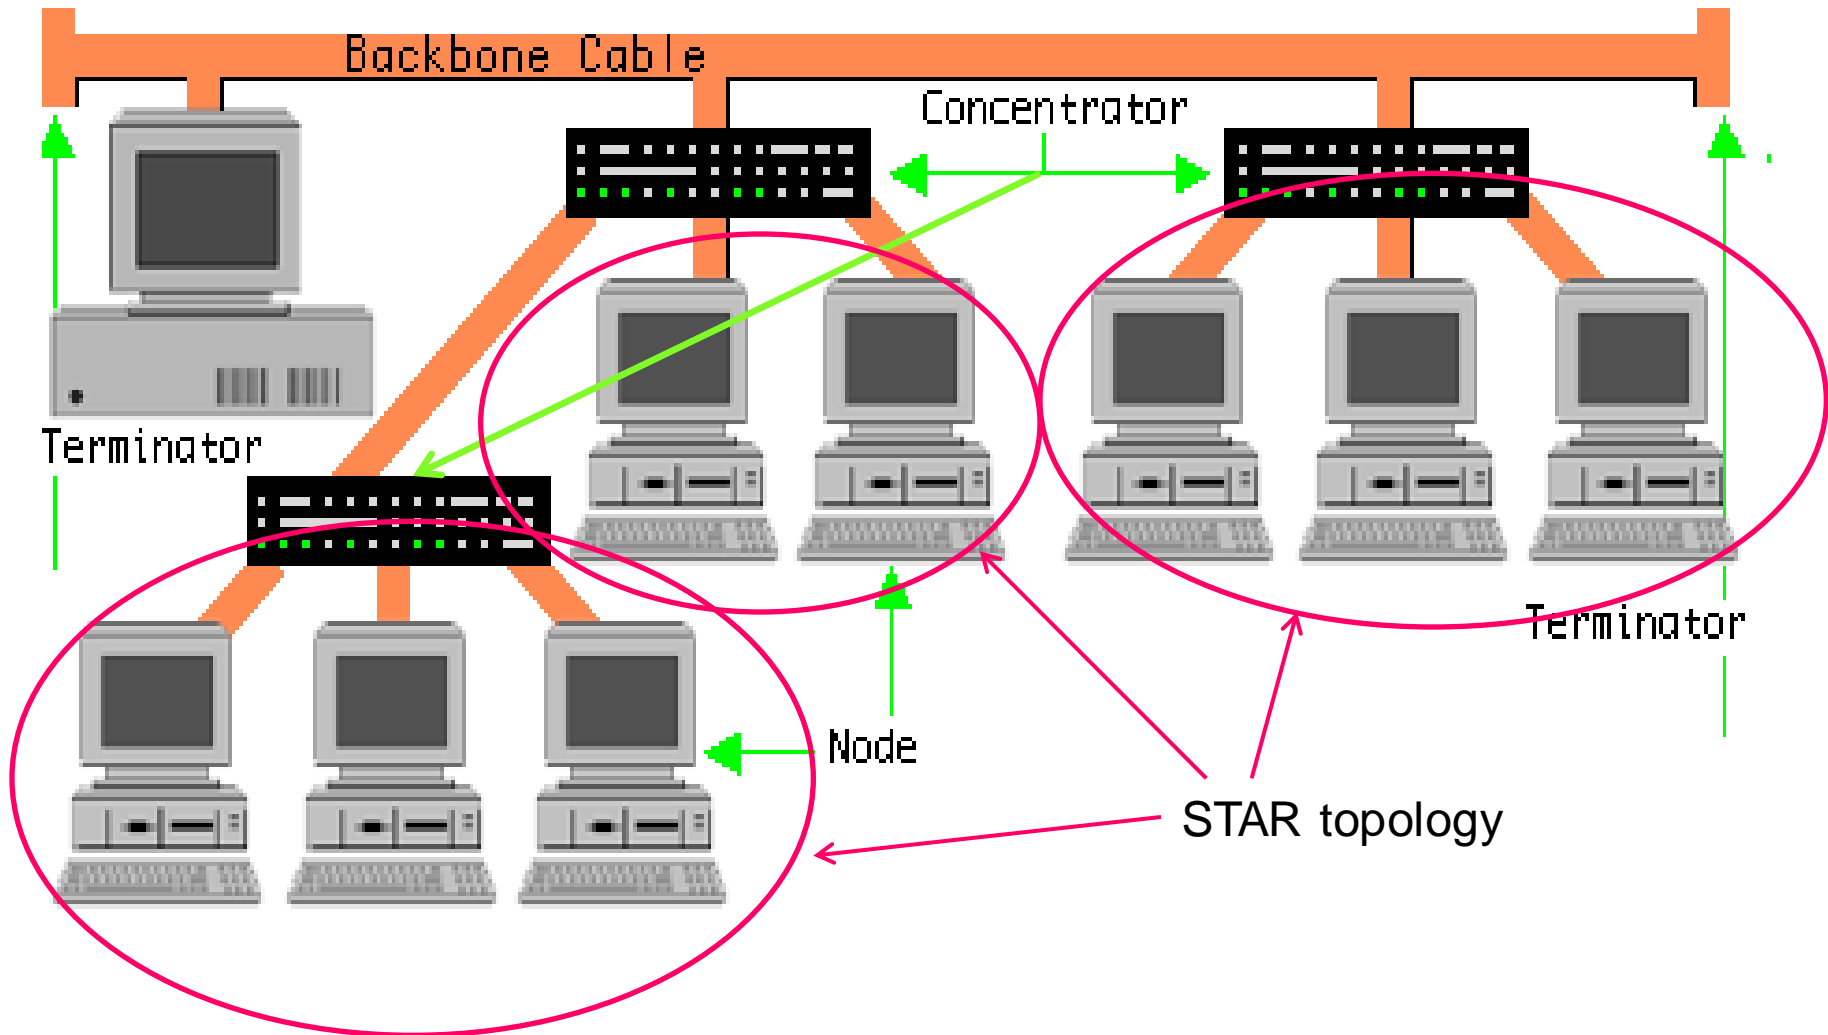 Backbone Cable
Concentrator
Terminator
Terminator
Node
STAR topology